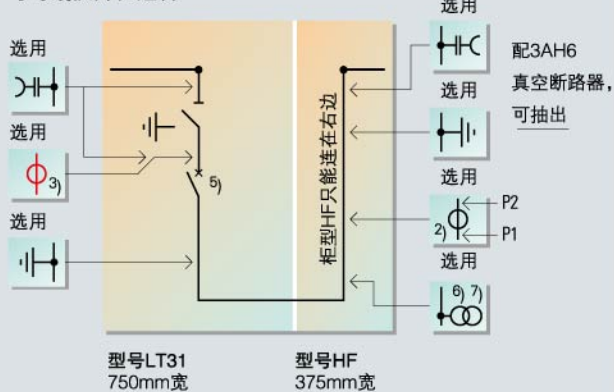 选用
选用
3)
选用
5)
柜型HF只能连在右边
选用
选用
选用
2)
P2
P1
选用
6) 7)
配3AH6
真空断路器，
可抽出
型号LT31
750mm宽
型号HF
375mm宽